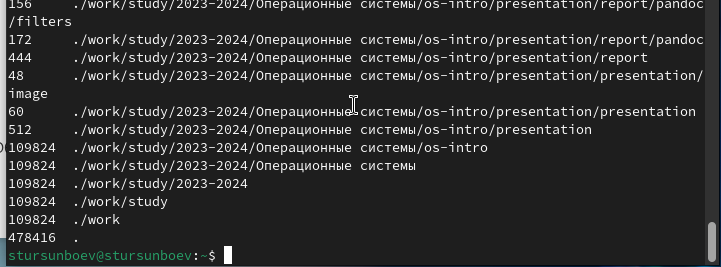 156     ./work/study/2023-2024/Операционные системы/os-intro/presentation/report/pandoc
/filters
172     ./work/study/2023-2024/Операционные системы/os-intro/presentation/report/pandoc
444     ./work/study/2023-2024/Операционные системы/os-intro/presentation/report
48      ./work/study/2023-2024/Операционные системы/os-intro/presentation/presentation/
image
60      ./work/study/2023-2024/Операционные системы/os-intro/presentation/presentation
512     ./work/study/2023-2024/Операционные системы/os-intro/presentation
109824  ./work/study/2023-2024/Операционные системы/os-intro
109824  ./work/study/2023-2024/Операционные системы
109824  ./work/study/2023-2024
109824  ./work/study
109824  ./work
478416  .
stursunboev@stursunboev:~$